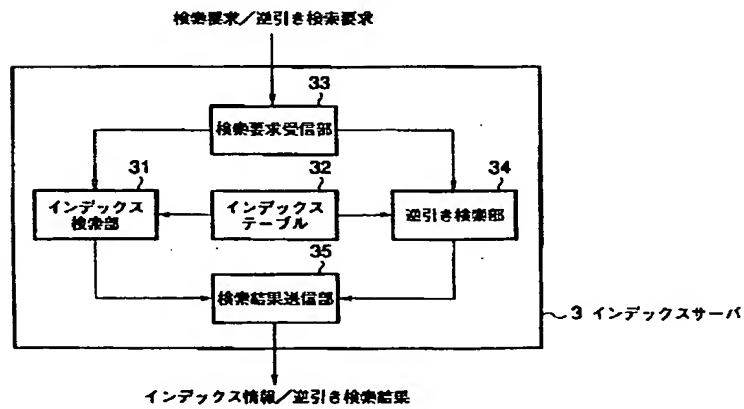 検索要求／逆引き検索要求
33
検索要求受信部
31
インデックス
検索部
32
インデックス
テーブル
34
逆引き検索部
35
検索結果送信部
3 インデックスサーバ
インデックス情報／逆引き検索結果